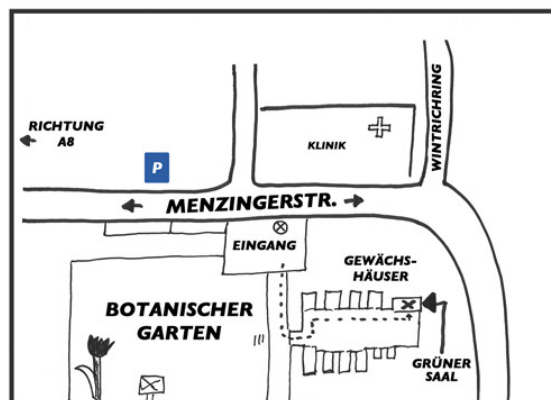 WINTRICHRING
RICHTUNG
A8
KLINIK
P
MENZINGERSTR.
EINGANG
GEWÄCHS-
HÄUSER
BOTANISCHER
GARTEN
GRÜNER
SAAL